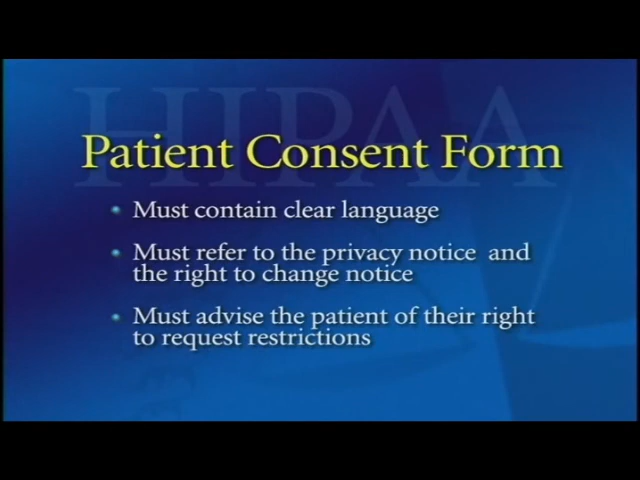 HIPAA
Patient Consent Form
Must contain clear language
Must refer to the privacy notice and
the right to change notice
Must advise the patient of their right
to request restrictions